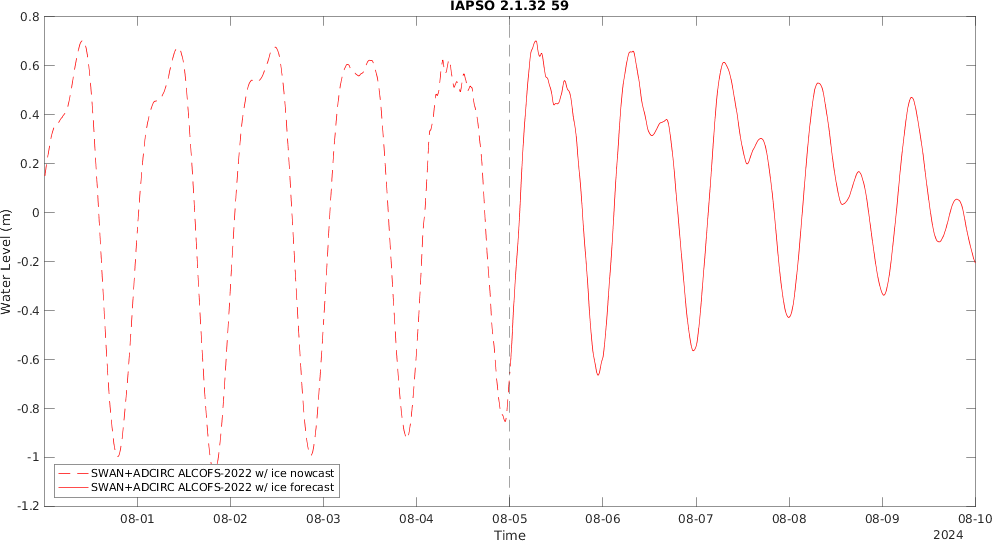 IAPSO 2.1.32 59
0.8
0.6
0.4
0.2
0
-0.2
-0.4
-0.6
-0.8
-1
-1.2
Water Level (m)
SWAN+ADCIRC ALCOFS-2022 w/ ice nowcast
SWAN+ADCIRC ALCOFS-2022 w/ ice forecast
08-01 08-02 08-03 08-04 08-05 08-06 08-07 08-08 08-09 08-10
Time
2024